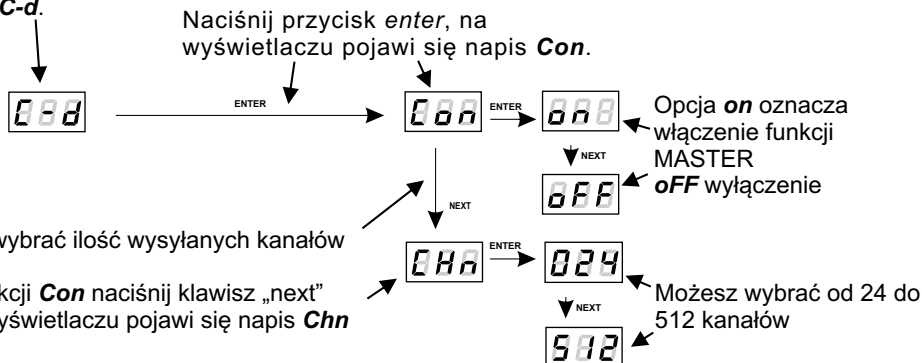 C-d.
Naciśnij przycisk enter, na
wyświetlaczu pojawi się napis Con.
C-d
ENTER
Con
ENTER
on
Opcja on oznacza
włączenie funkcji
MASTER
oFF wyłączenie
NEXT
oFF
NEXT
wybrać ilość wysyłanych kanałów
CHn
ENTER
024
kcji Con naciśnij klawisz „next”
yświetlaczu pojawi się napis Chn
NEXT
512
Możesz wybrać od 24 do
512 kanałów